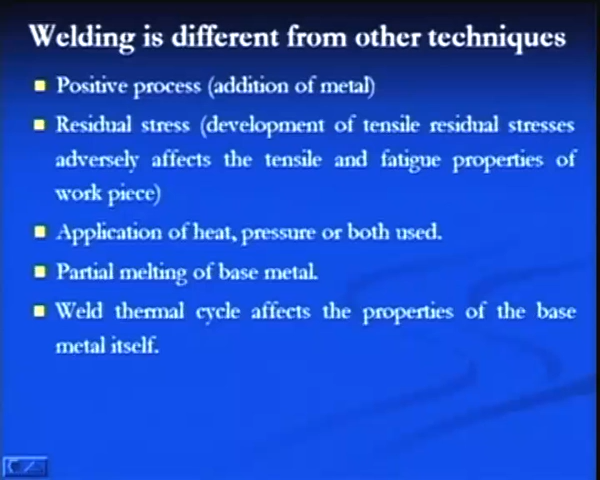 Welding is different from other techniques
Positive process (addition of metal)
Residual stress (development of tensile residual stresses
adversely affects the tensile and fatigue properties of
work piece)
Application of heat, pressure or both used.
Partial melting of base metal.
Weld thermal cycle affects the properties of the base
metal itself.